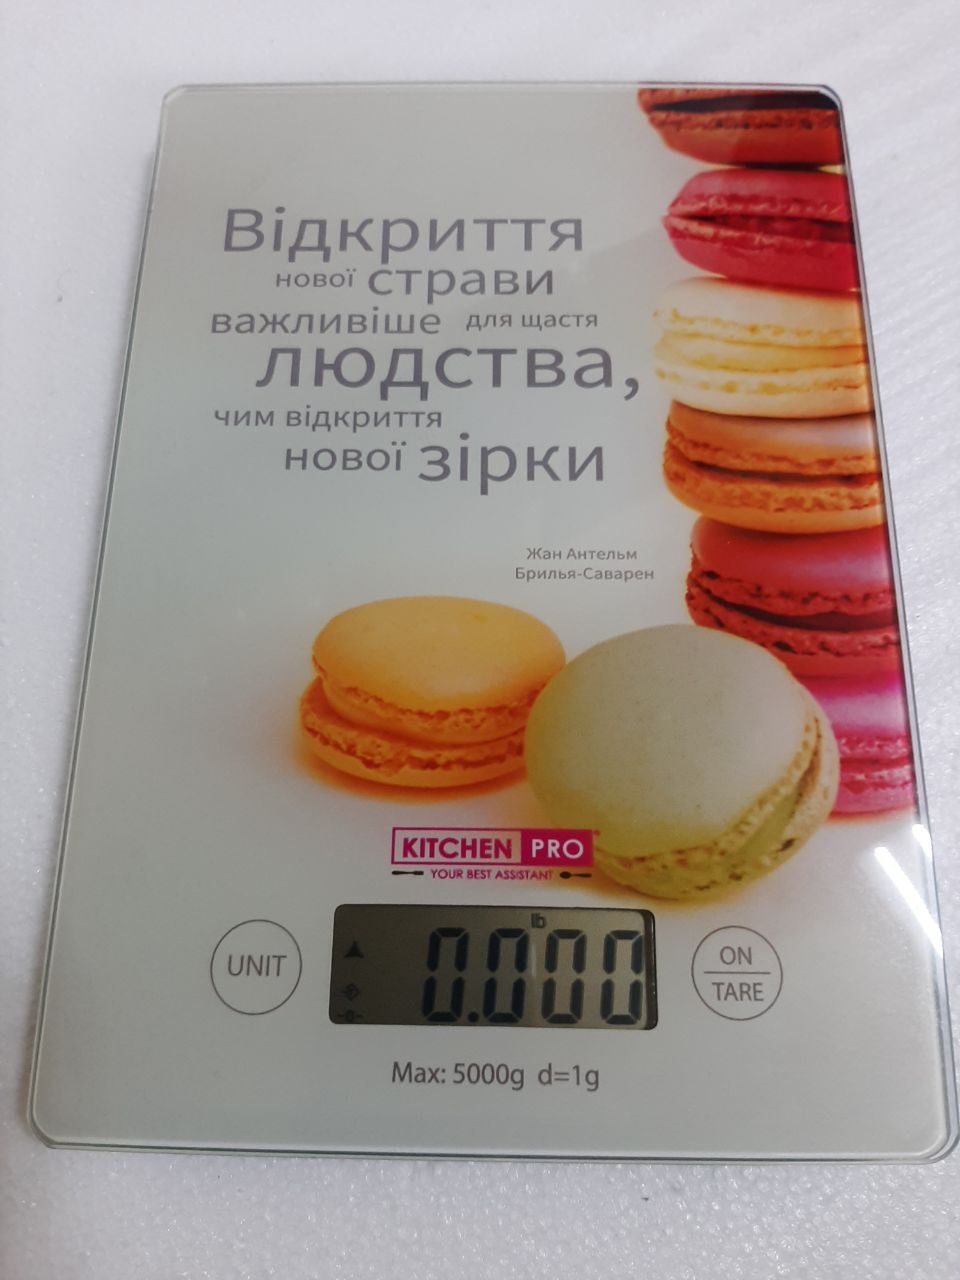 Відкриття
нової страви
важливіше для щастя
людства,
чим відкриття
нової зірки
Жан Антельм
Брилья-Саварен
KITCHEN PRO®
YOUR BEST ASSISTANT
lb
0.000
-0-
UNIT
ON
TARE
Max: 5000g d=1g